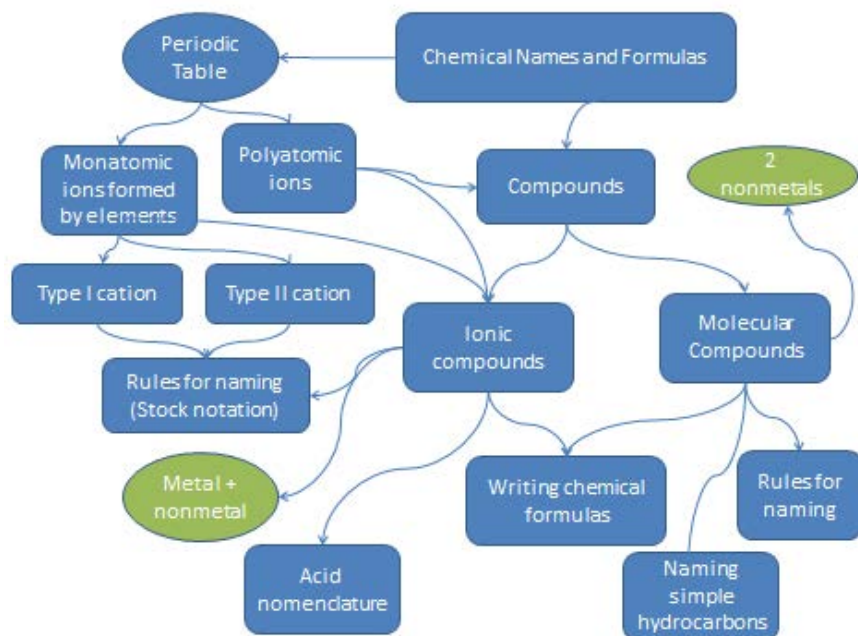 Periodic
Table
Chemical Names and Formulas
Monatomic
ions formed
by elements
Polyatomic
ions
Compounds
2
nonmetals
Type I cation
Type II cation
Ionic
compounds
Molecular
Compounds
Rules for naming
(Stock notation)
Metal +
nonmetal
Writing chemical
formulas
Rules for
naming
Acid
nomenclature
Naming
simple
hydrocarbons